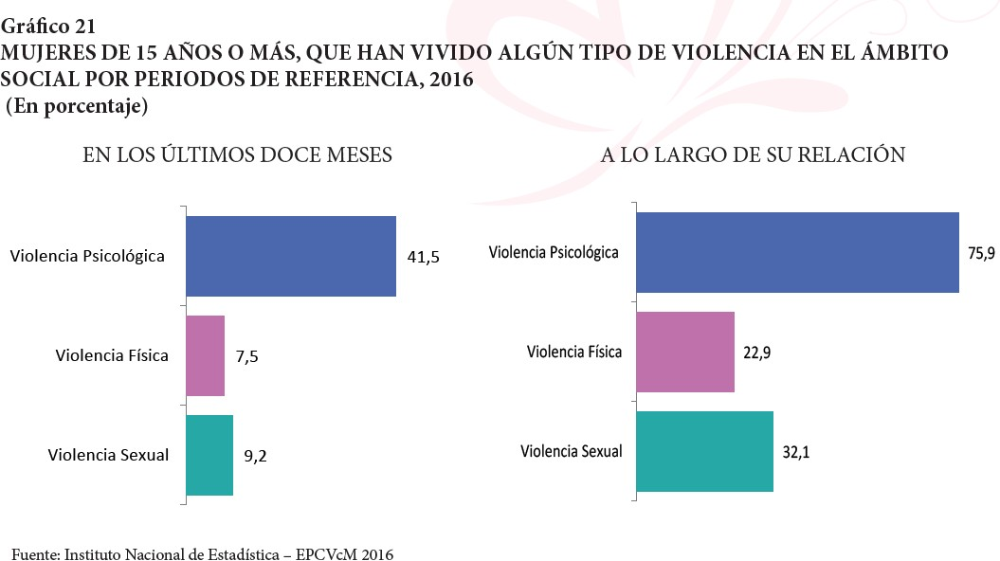 Gráfico 21
MUJERES DE 15 AÑOS O MÁS, QUE HAN VIVIDO ALGÚN TIPO DE VIOLENCIA EN EL ÁMBITO
SOCIAL POR PERIODOS DE REFERENCIA, 2016
(En porcentaje)
EN LOS ÚLTIMOS DOCE MESES
Violencia Psicológica 41,5
Violencia Física 7,5
Violencia Sexual 9,2
A LO LARGO DE SU RELACIÓN
Violencia Psicológica 75,9
Violencia Física 22,9
Violencia Sexual 32,1
Fuente: Instituto Nacional de Estadística – EPCVcM 2016